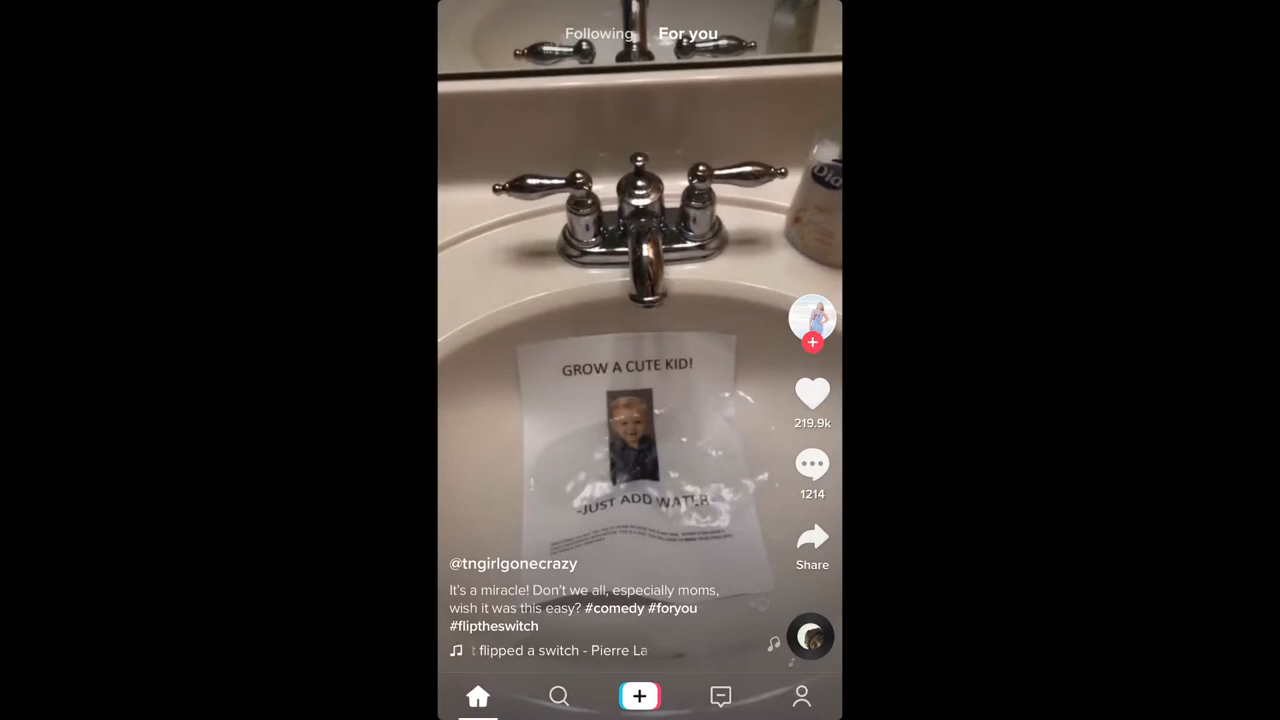 Following For you
Dia
GROW A CUTE KID!
-JUST ADD WATER-
219.9k
1214
Share
@tngirlgonecrazy
It's a miracle! Don't we all, especially moms,
wish it was this easy? #comedy #foryou
#fliptheswitch
t flipped a switch - Pierre La